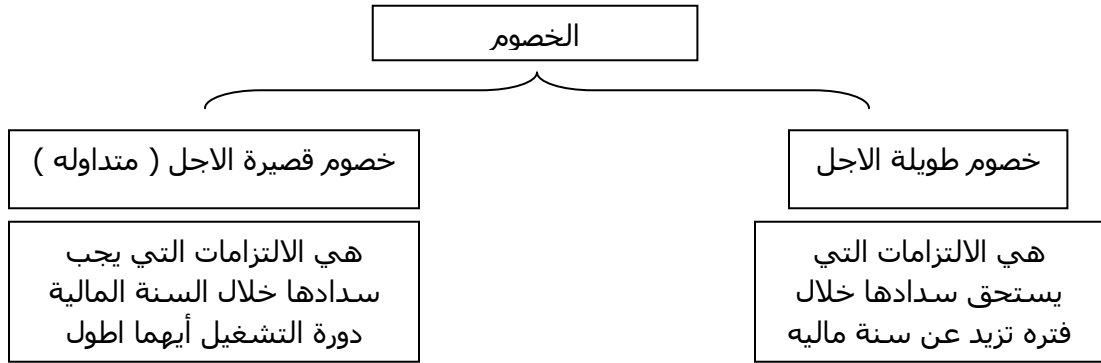 الخصوم
خصوم طويلة الاجل
هي الالتزامات التي
يستحق سدادها خلال
فتره تزيد عن سنة ماليه
خصوم قصيرة الاجل ( متداوله )
هي الالتزامات التي يجب
سدادها خلال السنة المالية
دورة التشغيل أيهما اطول